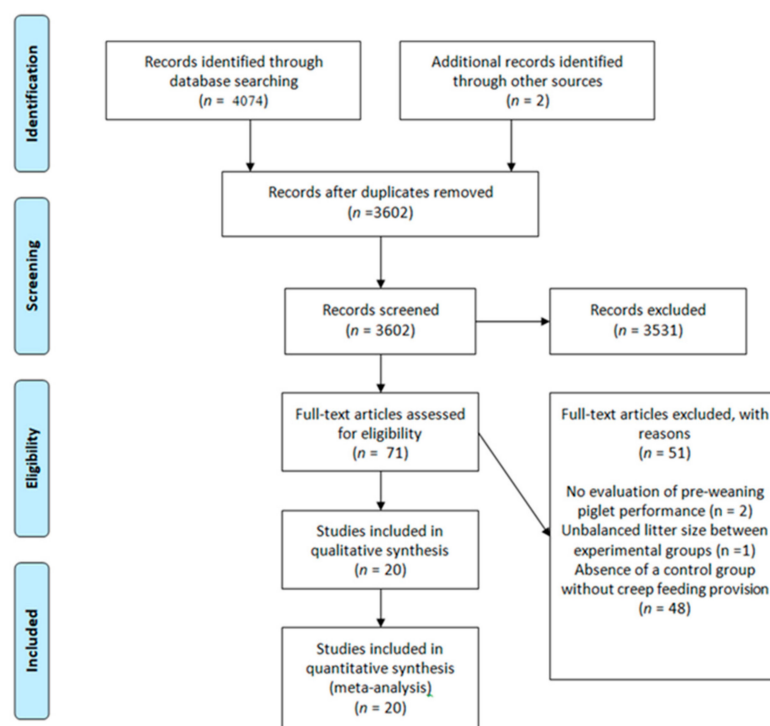 Identification
Records identified through
database searching
(n = 4074)
Additional records identified
through other sources
(n = 2)
Records after duplicates removed
(n =3602)
Screening
Records screened
(n = 3602)
Records excluded
(n = 3531)
Eligibility
Full-text articles assessed
for eligibility
(n = 71)
Full-text articles excluded, with
reasons
(n = 51)
No evaluation of pre-weaning
piglet performance (n = 2)
Unbalanced litter size between
experimental groups (n =1)
Absence of a control group
without creep feeding provision
(n = 48)
Studies included in
qualitative synthesis
(n = 20)
Included
Studies included in
quantitative synthesis
(meta-analysis)
(n = 20)